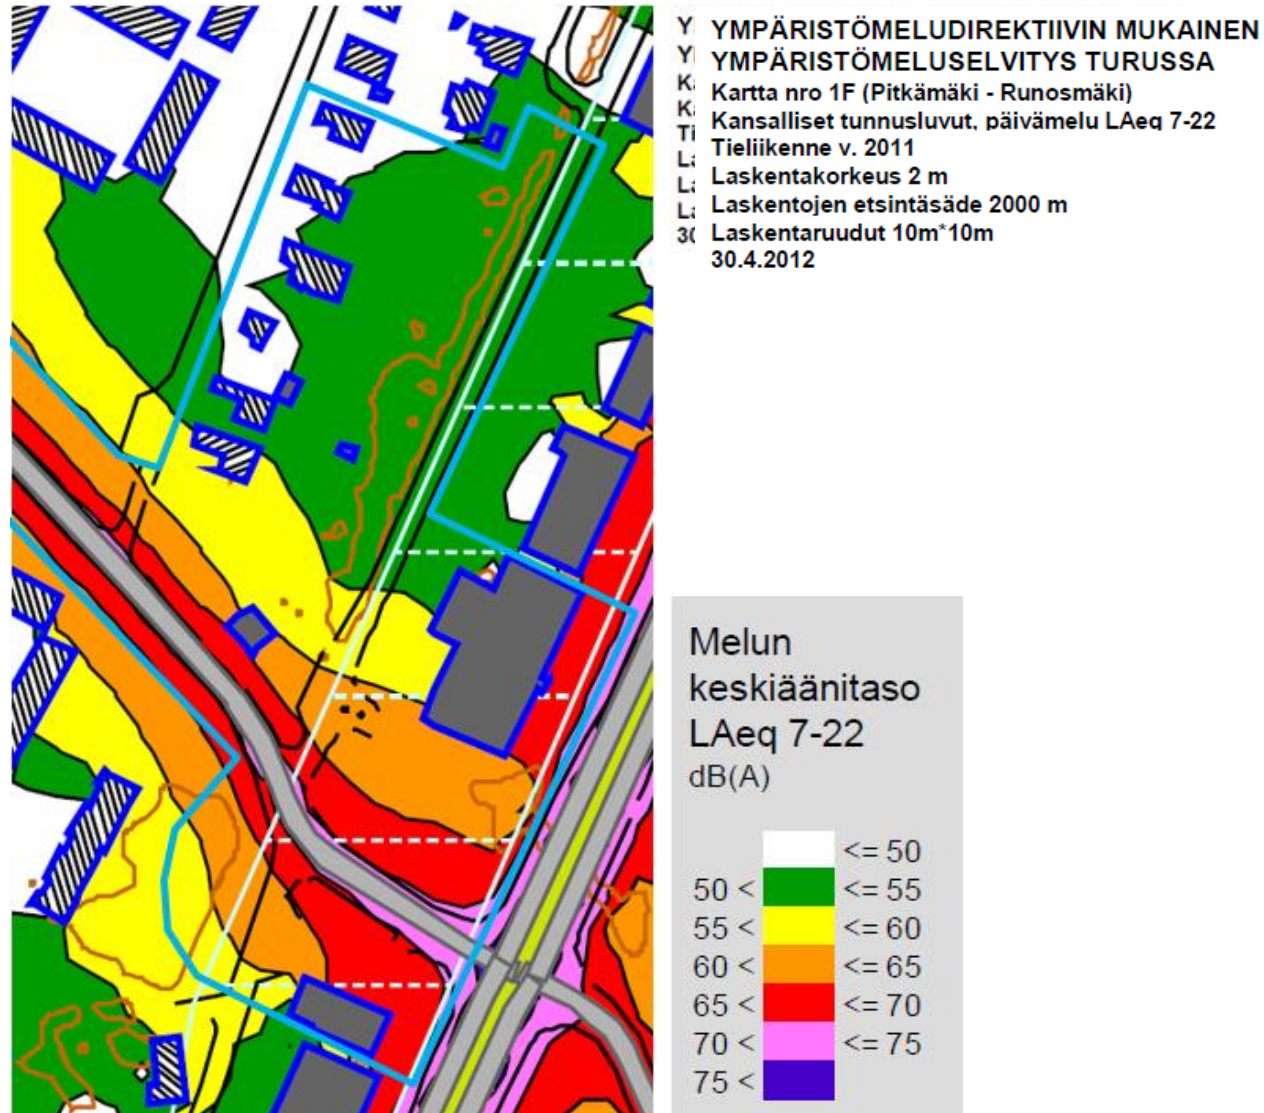 YMPÄRISTÖMELUDIREKTIIVIN MUKAINEN
YMPÄRISTÖMELUSELVITYS TURUSSA
Kartta nro 1F (Pitkämäki - Runosmäki)
Kansalliset tunnusluvut, päivämelu LAeq 7-22
Tieliikenne v. 2011
Laskentakorkeus 2 m
Laskentojen etsintäsäde 2000 m
Laskentaruudut 10m*10m
30.4.2012
Melun
keskiäänitaso
LAeq 7-22
dB(A)
<= 50
50 < <= 55
55 < <= 60
60 < <= 65
65 < <= 70
70 < <= 75
75 <